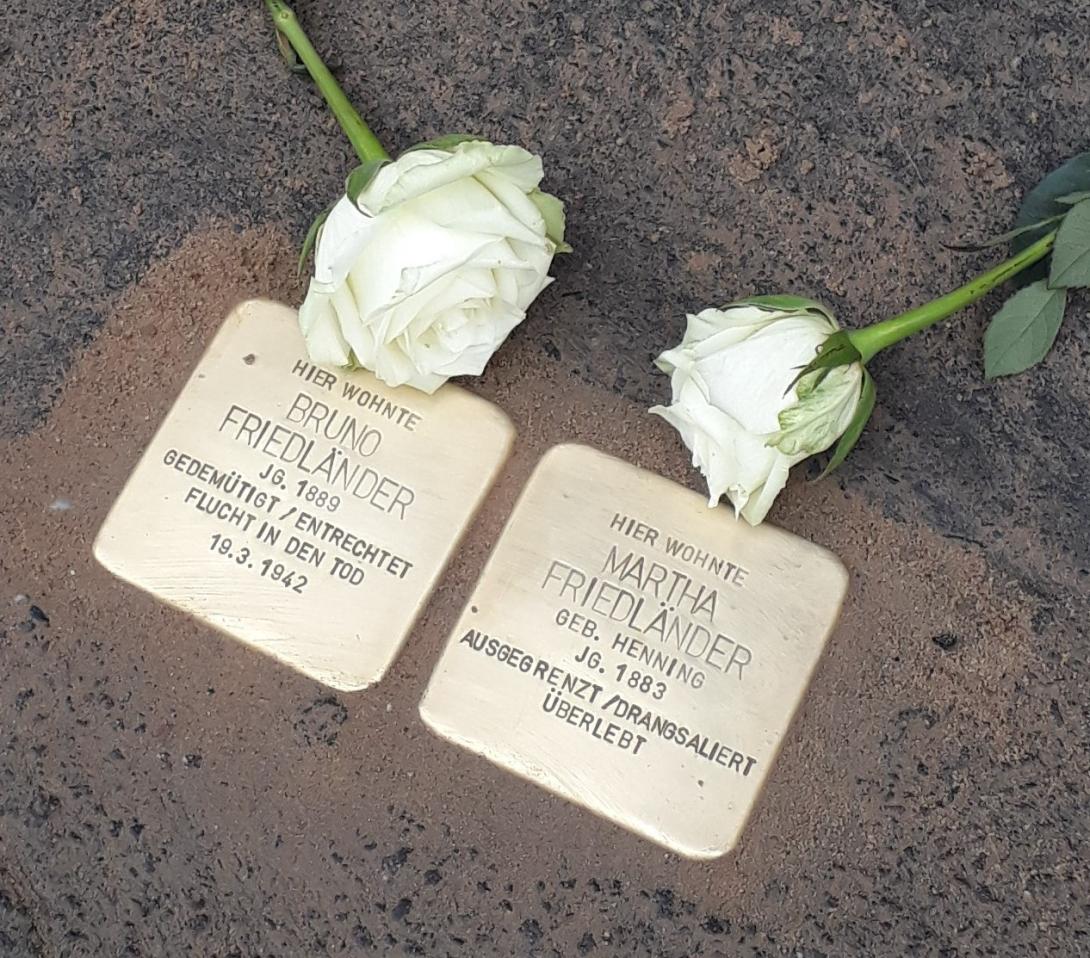 HIER WOHNTE
BRUNO
FRIEDLÄNDER
JG. 1889
GEDEMÜTIGT / ENTRECHTET
FLUCHT IN DEN TOD
19.3.1942
HIER WOHNTE
MARTHA
FRIEDLÄNDER
GEB. HENNING
JG. 1883
AUSGEGRENZT / DRANGSALIERT
ÜBERLEBT